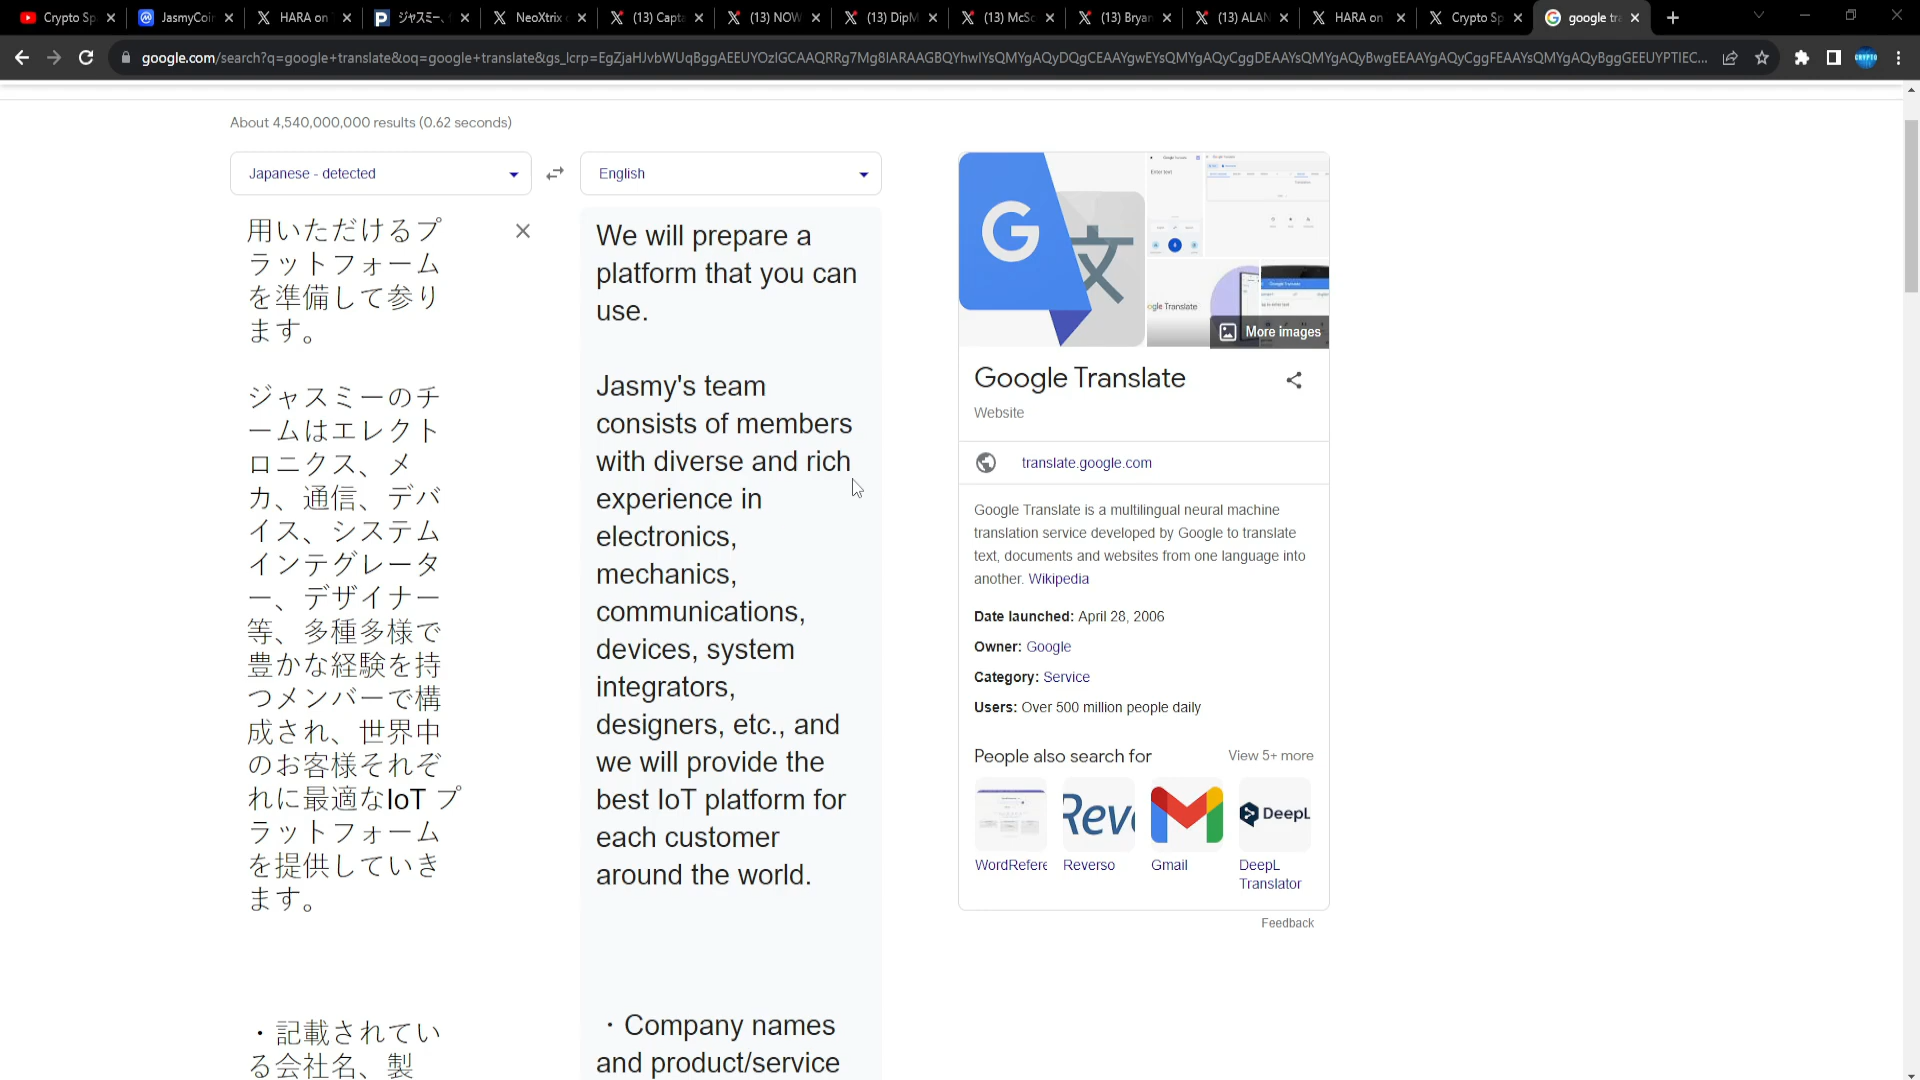 Crypto Sp
JasmyCoi
HARA on
ジャスミー、
NeoXtrix
(13) Capta
(13) NOW
(13) DipM
(13) McSc
(13) Bryan
(13) ALAN
HARA on
Crypto Sp
google tra
google.com/search?q=google+translate&oq=google+translate&gs_lcrp=EgZjaHJvbWUqBggAEEUYOzIGCAAQRRg7Mg8IARAAGBQYhwIYsQMYgAQyDQgCEAAYgwEYsQMYgAQyCggDEAAYsQMYgAQyBwgEEAAYgAQyCggFEAAYsQMYgAQyBggGEEUYPTIEC...
CRYPTO
About 4,540,000,000 results (0.62 seconds)
Japanese - detected
English
用いただけるプ
ラットフォーム
を準備して参り
ます。
ジャスミーのチ
ームはエレクト
ロニクス、メ
カ、通信、デバ
イス、システム
インテグレータ
ー、デザイナー
等、多種多様で
豊かな経験を持
つメンバーで構
成され、世界中
のお客様それぞ
れに最適なIoT プ
ラットフォーム
を提供していき
ます。
・記載されてい
る会社名、製
We will prepare a
platform that you can
use.
Jasmy's team
consists of members
with diverse and rich
experience in
electronics,
mechanics,
communications,
devices, system
integrators,
designers, etc., and
we will provide the
best IoT platform for
each customer
around the world.
・Company names
and product/service
G
文
Google Translate
Enter text
ogle Translate
More images
Google Translate
Website
translate.google.com
Google Translate is a multilingual neural machine
translation service developed by Google to translate
text, documents and websites from one language into
another. Wikipedia
Date launched: April 28, 2006
Owner: Google
Category: Service
Users: Over 500 million people daily
People also search for
View 5+ more
Reve
DeepL
WordRefere
Reverso
Gmail
DeepL
Translator
Feedback